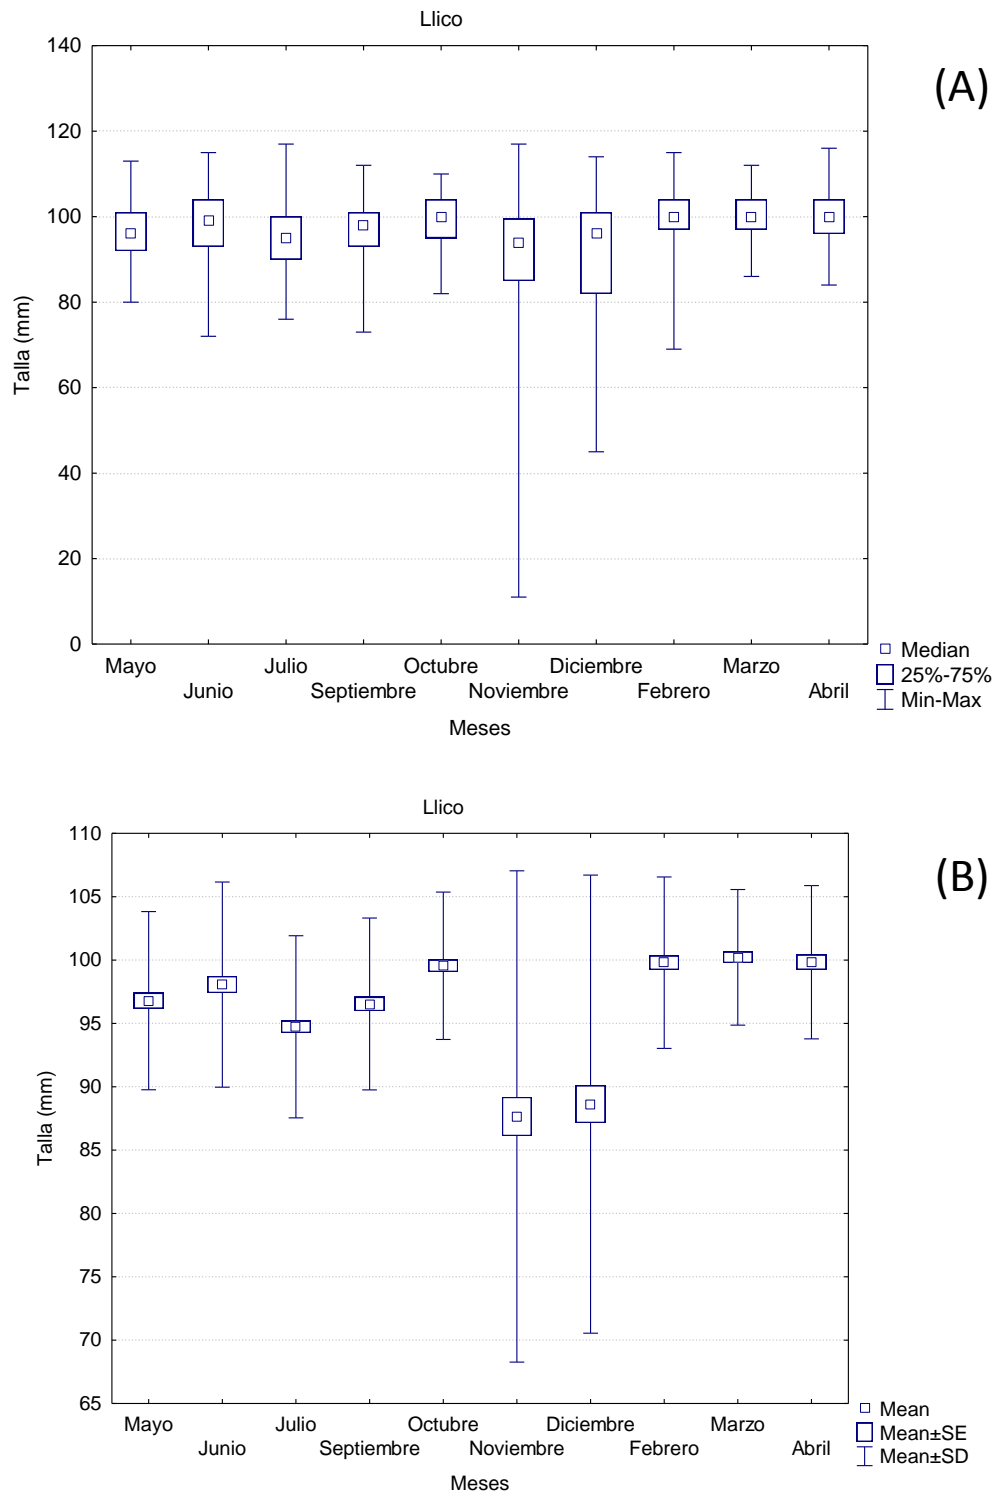 Llico
(A)
140
120
100
80
60
40
20
0
Talla (mm)
Mayo
Junio
Julio
Septiembre
Octubre
Noviembre
Diciembre
Febrero
Marzo
Abril
Meses
Median
25%-75%
Min-Max
Llico
(B)
110
105
100
95
90
85
80
75
70
65
Talla (mm)
Mayo
Junio
Julio
Septiembre
Octubre
Noviembre
Diciembre
Febrero
Marzo
Abril
Meses
Mean
Mean±SE
Mean±SD